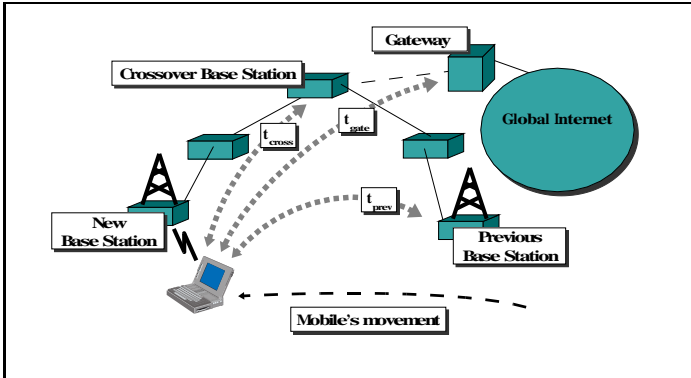 Gateway
Crossover Base Station
Global Internet
t cross
t gate
t prev
New
Base Station
Previous
Base Station
Mobile's movement